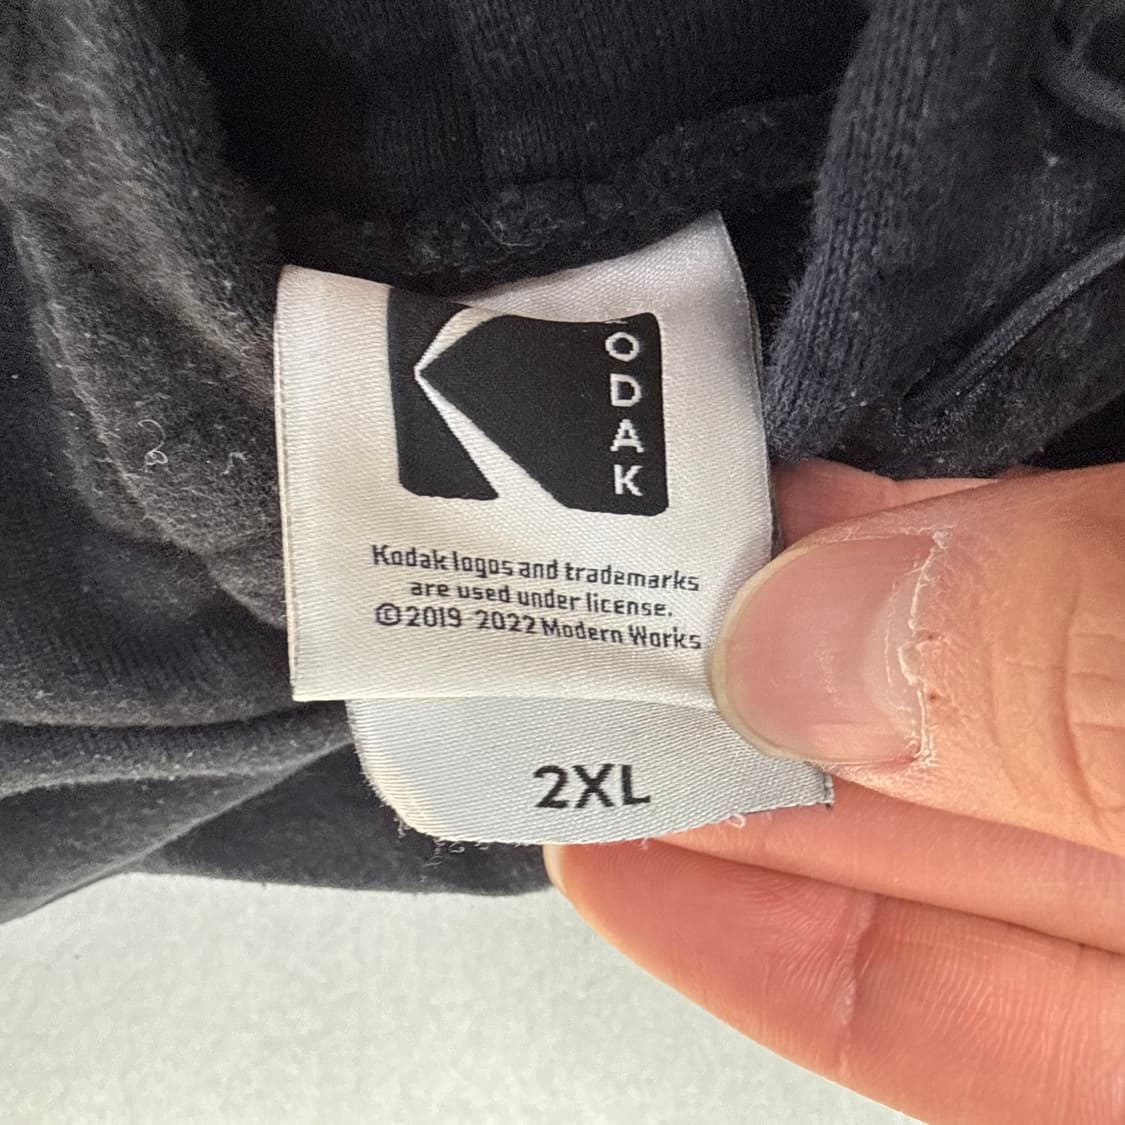 KODAK
Kodak logos and trademarks
are used under license.
©2019-2022 Modern Works
2XL